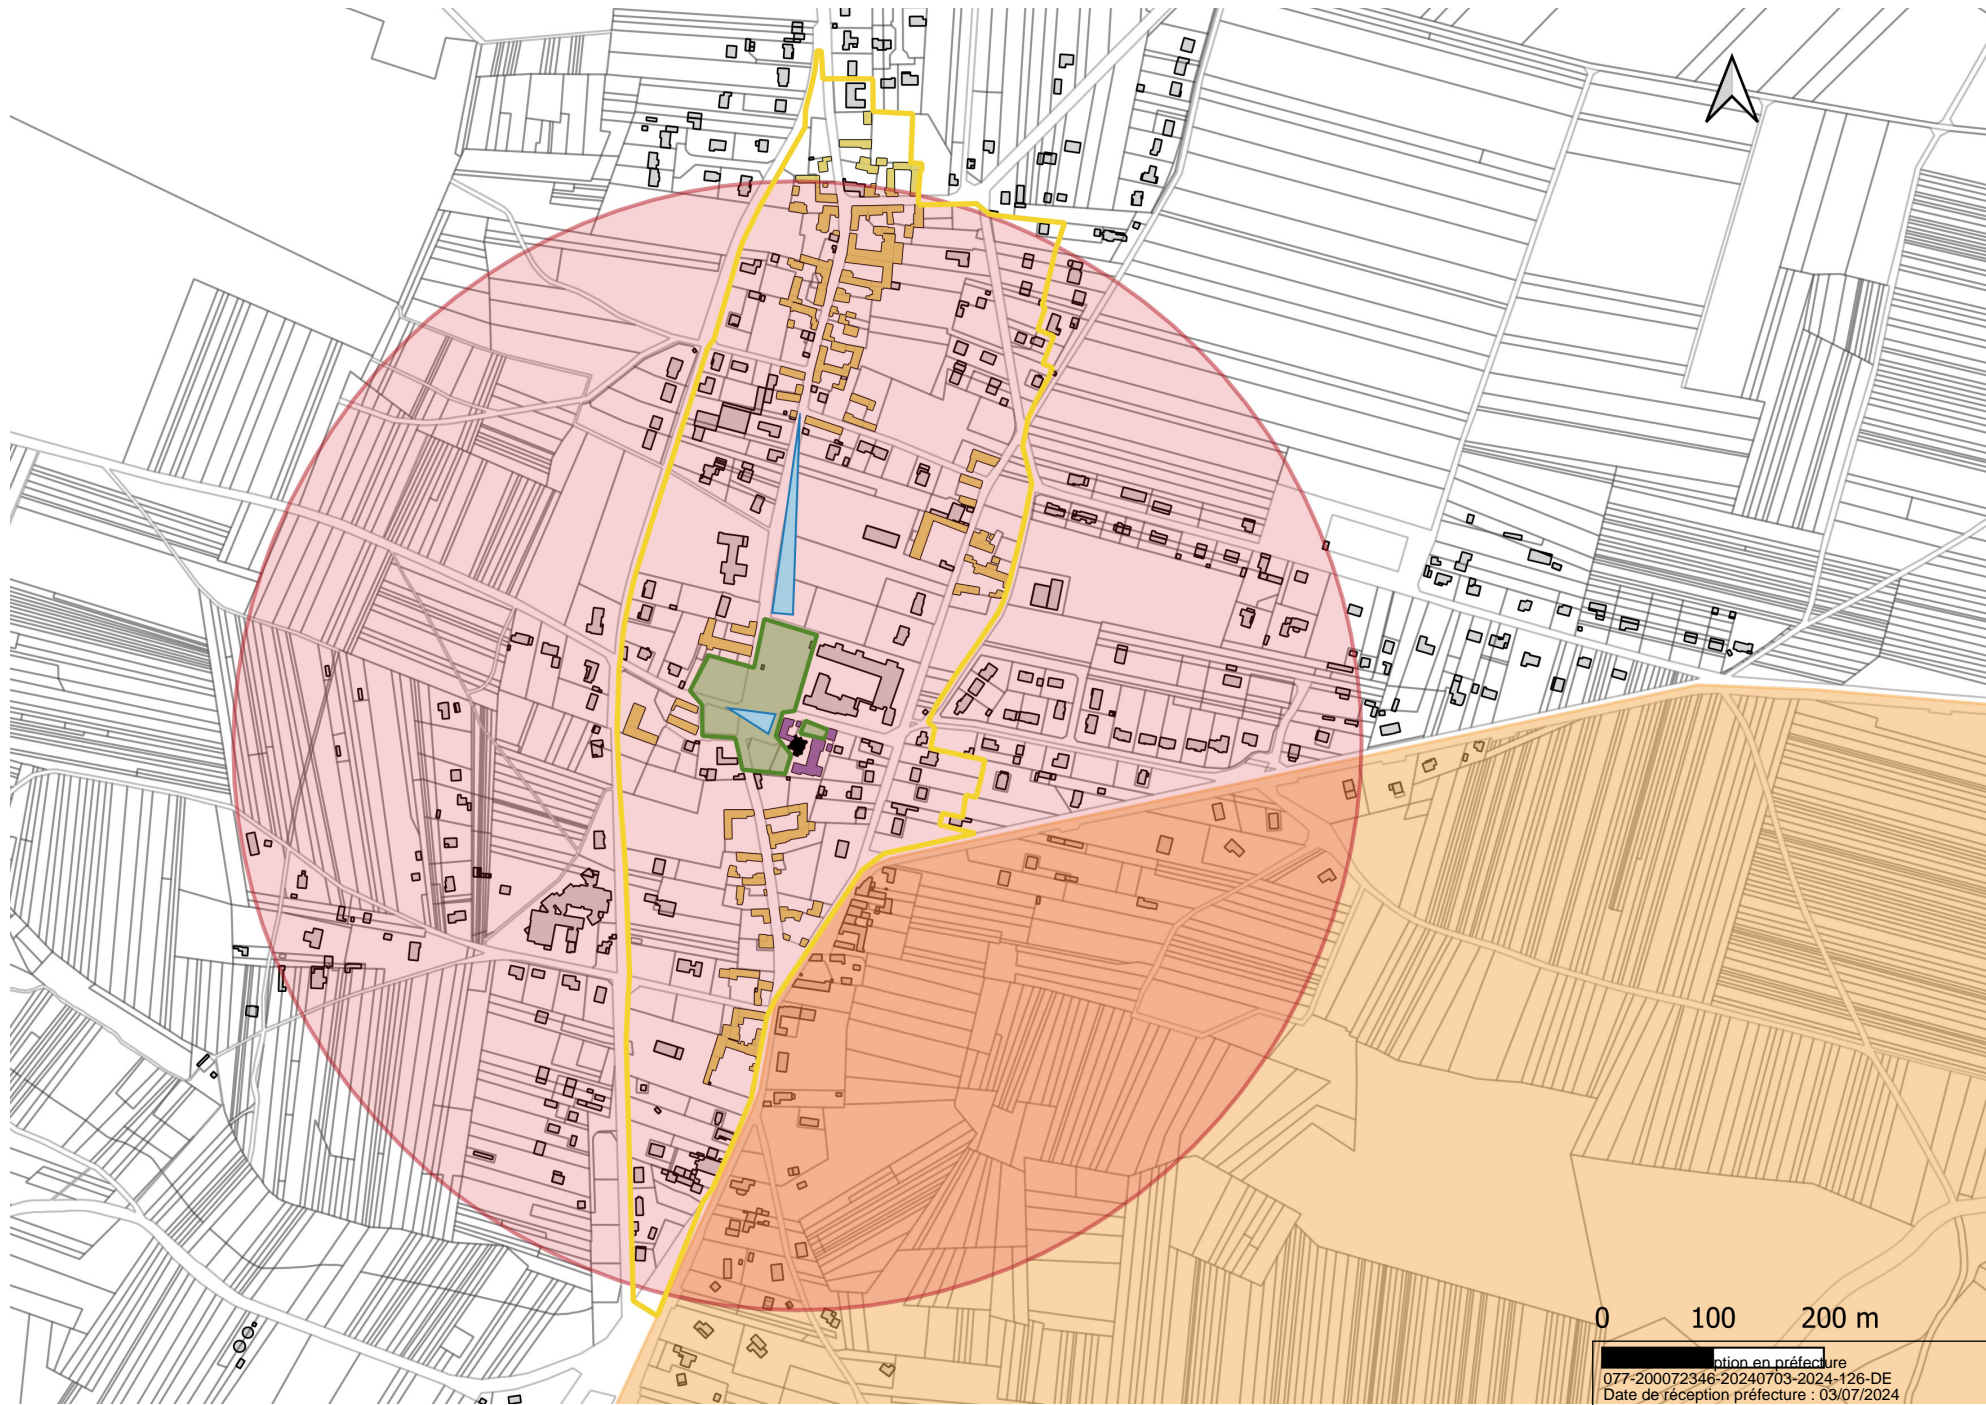 0 100 200 m
ption en préfecture
077-200072346-20240703-2024-126-DE
Date de réception préfecture : 03/07/2024